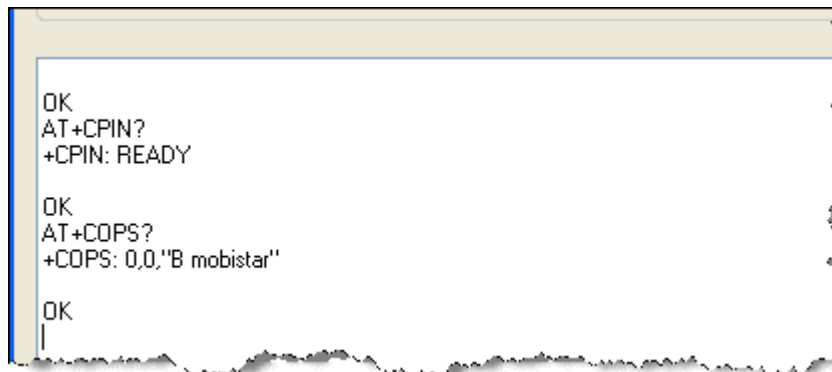 OK
AT+CPIN?
+CPIN: READY
OK
AT+COPS?
+COPS: 0,0,"B mobistar"
OK